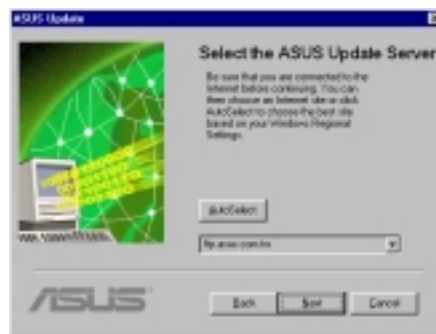 ASUS Update
Select the ASUS Update Server
Be sure that you are connected to the
Internet before continuing. You can
then choose an Internet site or click
AutoSelect to choose the best site
based on your Windows Regional
Settings.
AutoSelect
ftp.asus.com.tw
ASUS
Back
Next
Cancel